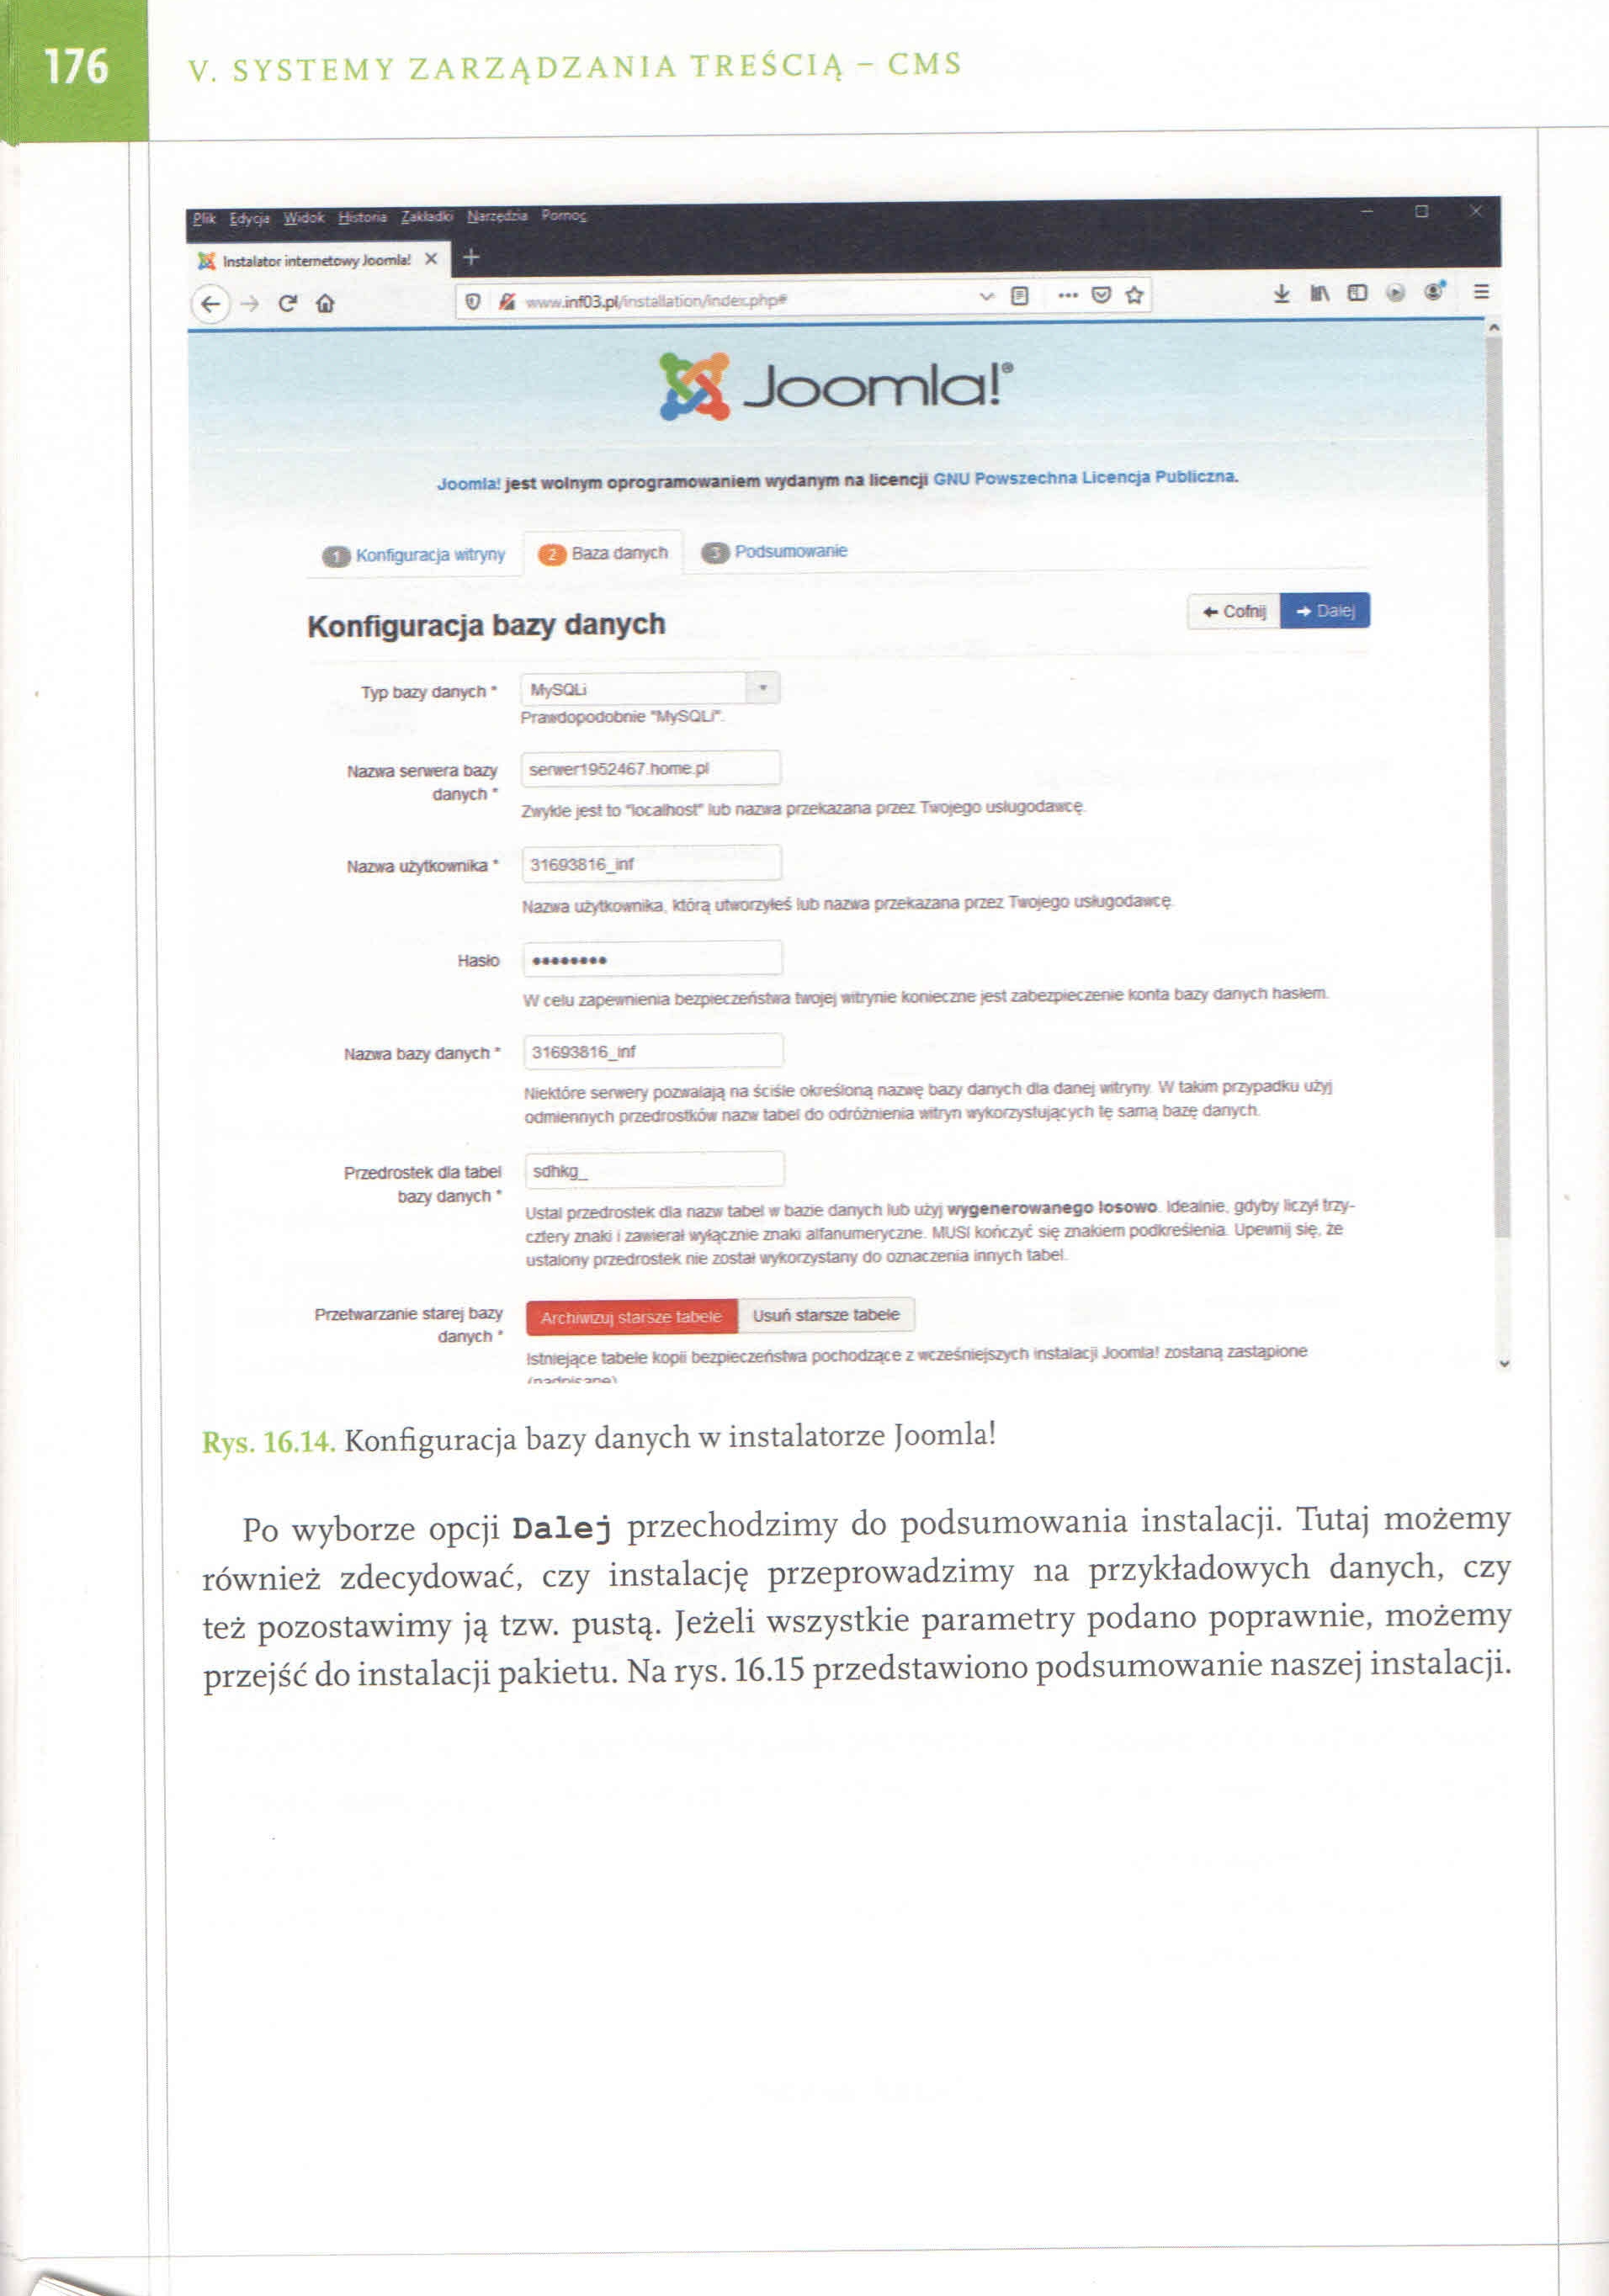 176
V. SYSTEMY ZARZĄDZANIA TREŚCIĄ – CMS
Plik Edycja Widok Historia Zakładki Narzędzia Pomoc
Instalator internetowy Joomla!
www.inf03.pl/installation/index.php#
Joomla!®
Joomla! jest wolnym oprogramowaniem wydanym na licencji GNU Powszechna Licencja Publiczna.
1 Konfiguracja witryny 2 Baza danych 3 Podsumowanie
Konfiguracja bazy danych
Cofnij Dalej
Typ bazy danych * MySQLi
Prawdopodobnie "MySQLi".
Nazwa serwera bazy danych * serwer1952467.home.pl
Zwykle jest to "localhost" lub nazwa przekazana przez Twojego usługodawcę.
Nazwa użytkownika * 31693816_inf
Nazwa użytkownika, którą utworzyłeś lub nazwa przekazana przez Twojego usługodawcę.
Hasło ••••••••
W celu zapewnienia bezpieczeństwa twojej witrynie konieczne jest zabezpieczenie konta bazy danych hasłem.
Nazwa bazy danych * 31693816_inf
Niektóre serwery pozwalają na ściśle określoną nazwę bazy danych dla danej witryny. W takim przypadku użyj
odmiennych przedrostków nazw tabel do odróżnienia witryn wykorzystujących tę samą bazę danych.
Przedrostek dla tabel bazy danych * sdhkg_
Ustal przedrostek dla nazw tabel w bazie danych lub użyj wygenerowanego losowo. Idealnie, gdyby liczył trzy-
cztery znaki i zawierał wyłącznie znaki alfanumeryczne. MUSI kończyć się znakiem podkreślenia. Upewnij się, że
ustalony przedrostek nie został wykorzystany do oznaczenia innych tabel.
Przetwarzanie starej bazy danych * Archiwizuj starsze tabele Usuń starsze tabele
Istniejące tabele kopii bezpieczeństwa pochodzące z wcześniejszych instalacji Joomla! zostaną zastąpione
(nadpisane)
Rys. 16.14. Konfiguracja bazy danych w instalatorze Joomla!
Po wyborze opcji Dalej przechodzimy do podsumowania instalacji. Tutaj możemy
również zdecydować, czy instalację przeprowadzimy na przykładowych danych, czy
też pozostawimy ją tzw. pustą. Jeżeli wszystkie parametry podano poprawnie, możemy
przejść do instalacji pakietu. Na rys. 16.15 przedstawiono podsumowanie naszej instalacji.